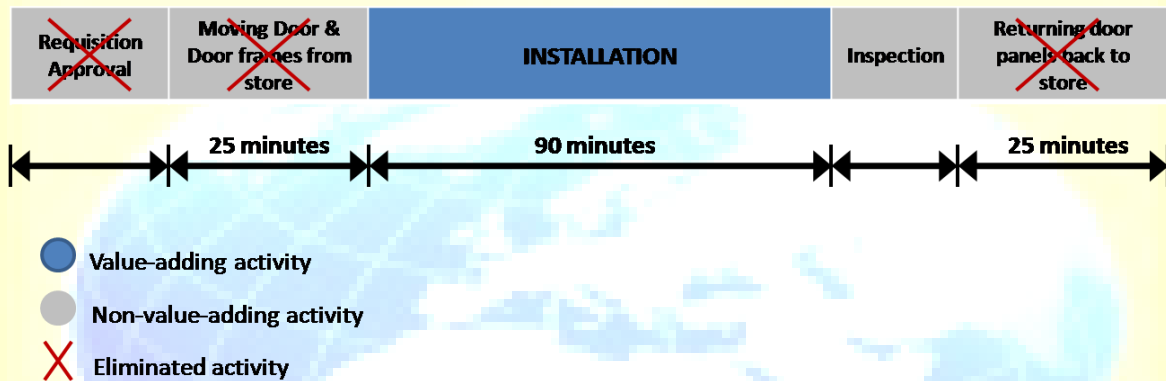 Requisition
Approval
Moving Door &
Door frames from
store
INSTALLATION
Inspection
Returning door
panels back to
store
25 minutes
90 minutes
25 minutes
Value-adding activity
Non-value-adding activity
Eliminated activity